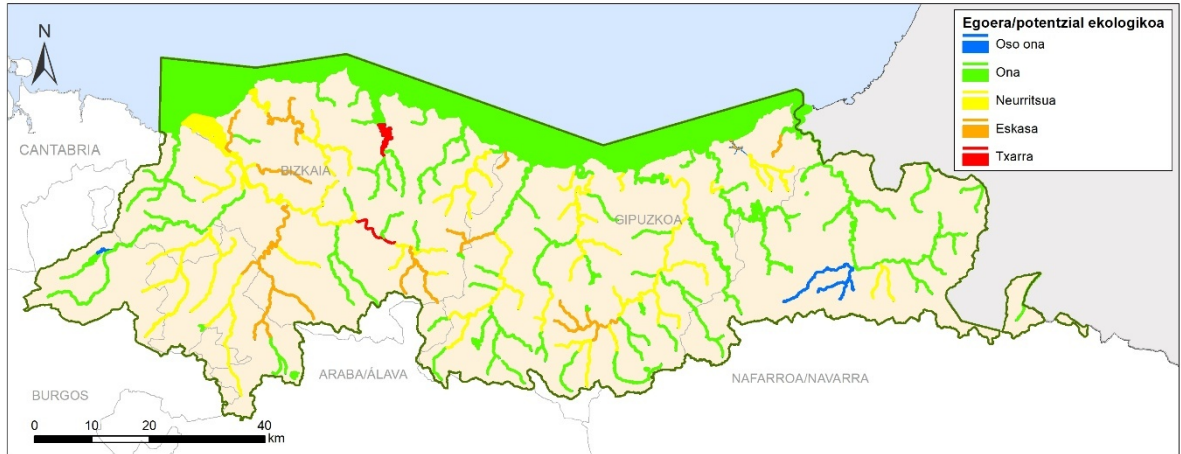 Egoera/potentzial ekologikoa
Oso ona
Ona
Neurritsua
Eskasa
Txarra
N
CANTABRIA
BIZKAIA
GIPUZKOA
ARABA/ÁLAVA
NAFARROA/NAVARRA
BURGOS
0 10 20 40
km